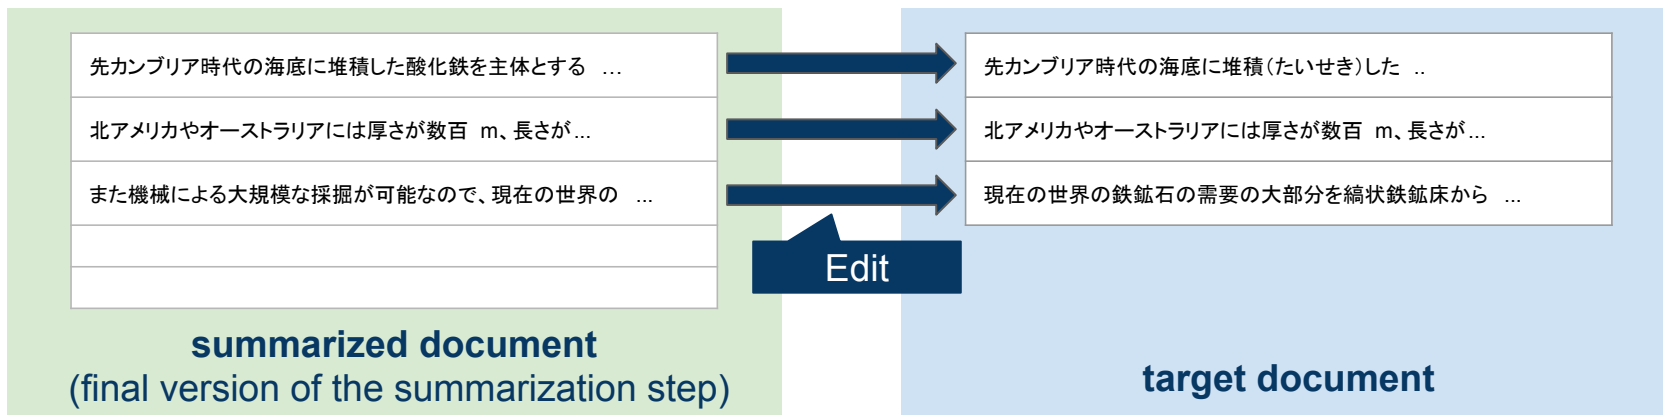 先カンブリア時代の海底に堆積した酸化鉄を主体とする …
北アメリカやオーストラリアには厚さが数百 m、長さが…
また機械による大規模な採掘が可能なので、現在の世界の …
summarized document
(final version of the summarization step)
Edit
先カンブリア時代の海底に堆積（たいせき）した ..
北アメリカやオーストラリアには厚さが数百 m、長さが…
現在の世界の鉄鉱石の需要の大部分を縞状鉄鉱床から …
target document